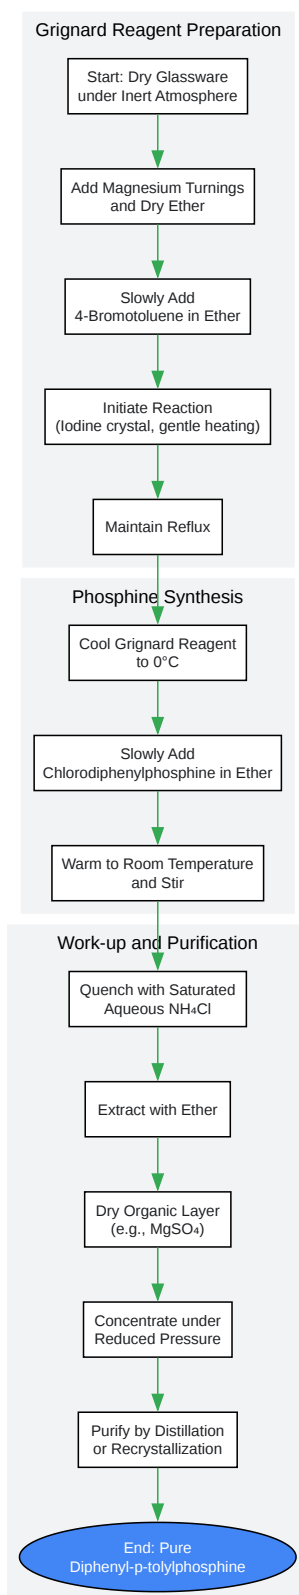 Grignard Reagent Preparation
Start: Dry Glassware
under Inert Atmosphere
Add Magnesium Turnings
and Dry Ether
Slowly Add
4-Bromotoluene in Ether
Initiate Reaction
(Iodine crystal, gentle heating)
Maintain Reflux
Phosphine Synthesis
Cool Grignard Reagent
to 0°C
Slowly Add
Chlorodiphenylphosphine in Ether
Warm to Room Temperature
and Stir
Work-up and Purification
Quench with Saturated
Aqueous NH₄Cl
Extract with Ether
Dry Organic Layer
(e.g., MgSO₄)
Concentrate under
Reduced Pressure
Purify by Distillation
or Recrystallization
End: Pure
Diphenyl-p-tolylphosphine